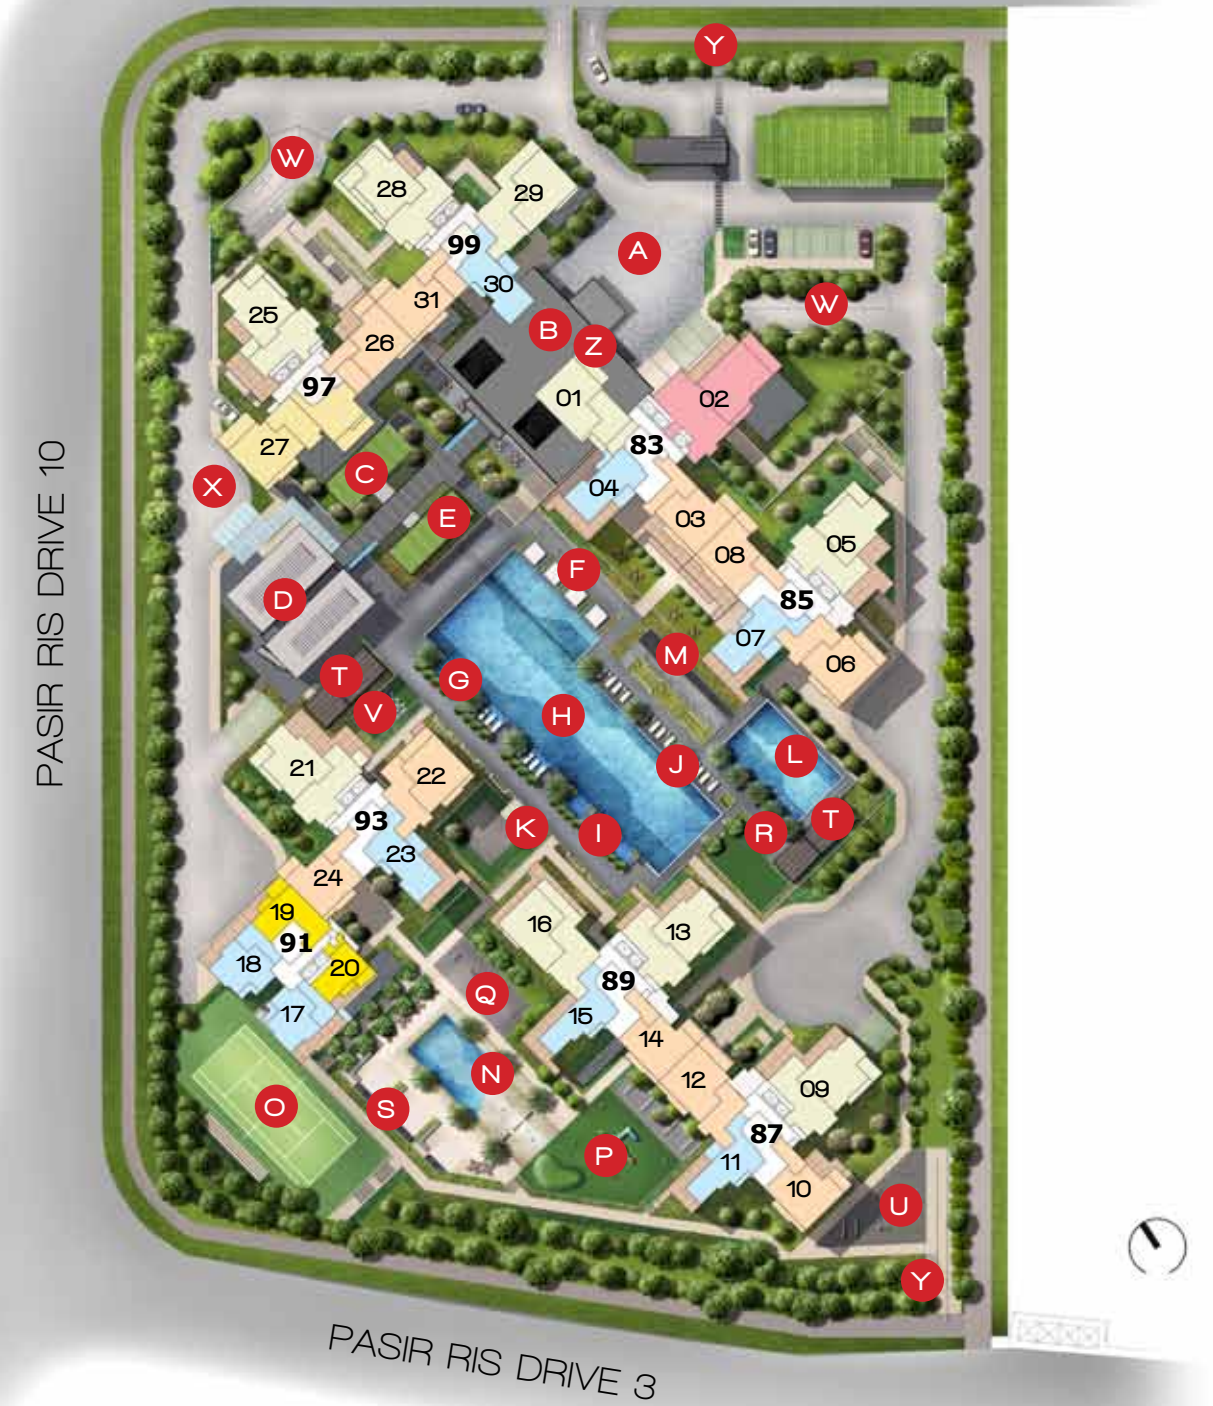 Y
W
28
29
99
A
30
31
25
W
B
Z
26
97
01
02
83
27
C
X
04
E
03
05
08
F
D
85
07
M
06
T
G
V
H
L
21
J
22
T
93
K
I
R
23
24
19
16
13
91
18
20
89
Q
17
15
14
N
12
09
O
S
87
P
11
10
U
Y
PASIR RIS DRIVE 10
PASIR RIS DRIVE 3